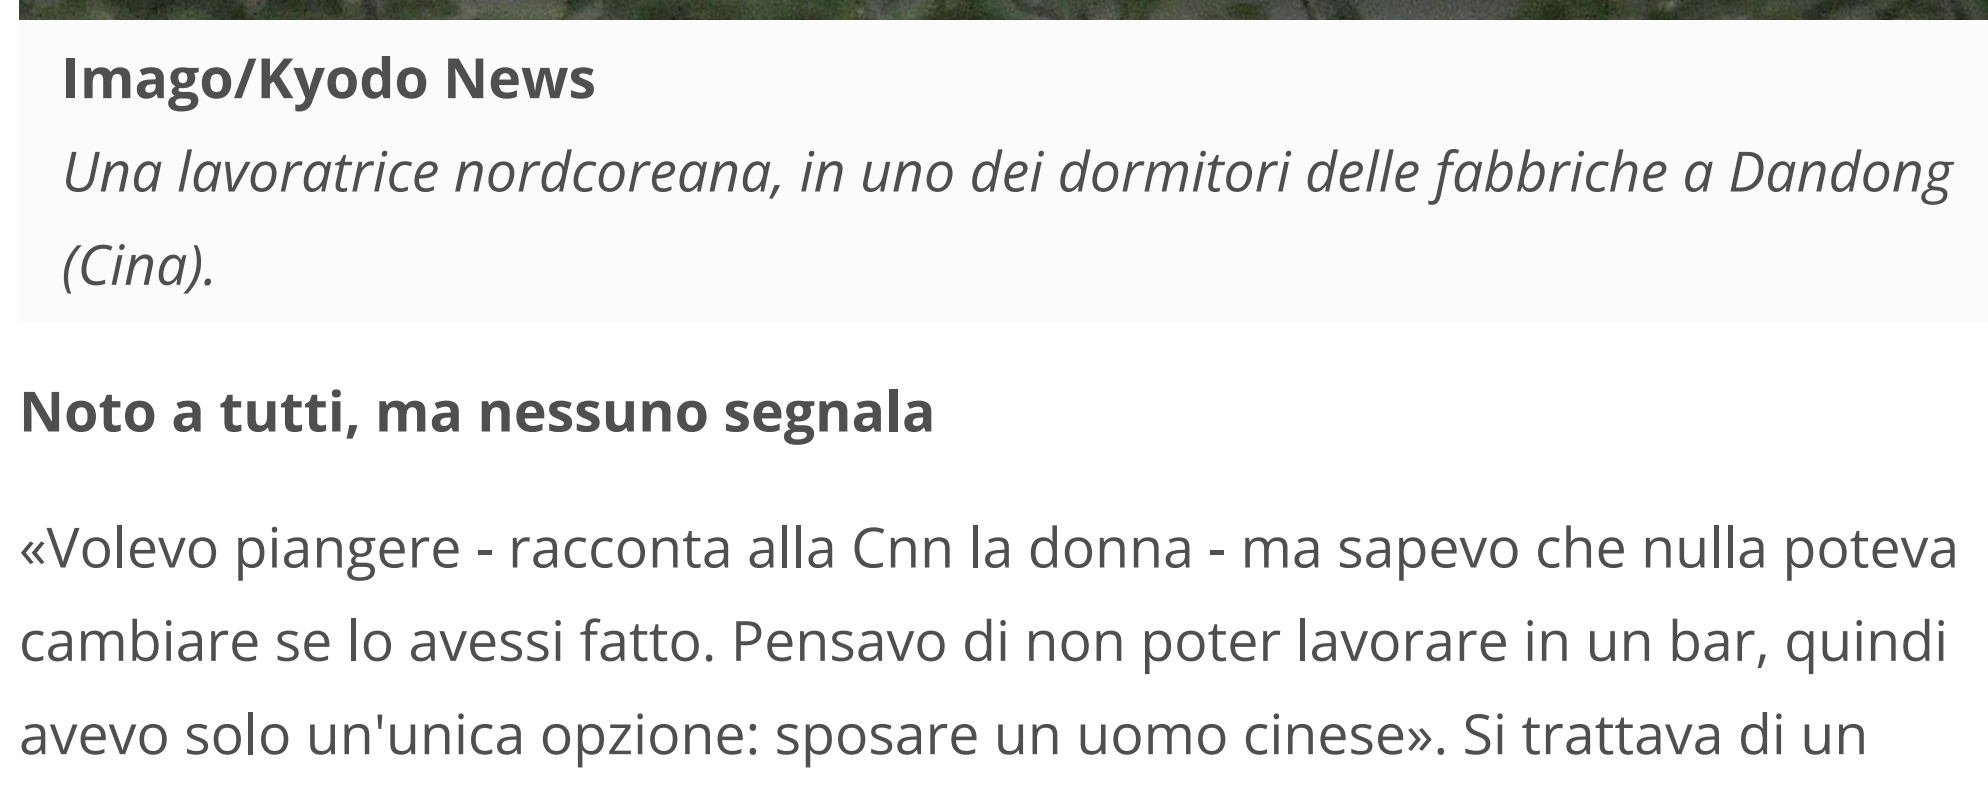 Imago/Kyodo News
Una lavoratrice nordcoreana, in uno dei dormitori delle fabbriche a Dandong
(Cina).
Noto a tutti, ma nessuno segnala
«Volevo piangere - racconta alla Cnn la donna - ma sapevo che nulla poteva
cambiare se lo avessi fatto. Pensavo di non poter lavorare in un bar, quindi
avevo solo un'unica opzione: sposare un uomo cinese». Si trattava di un